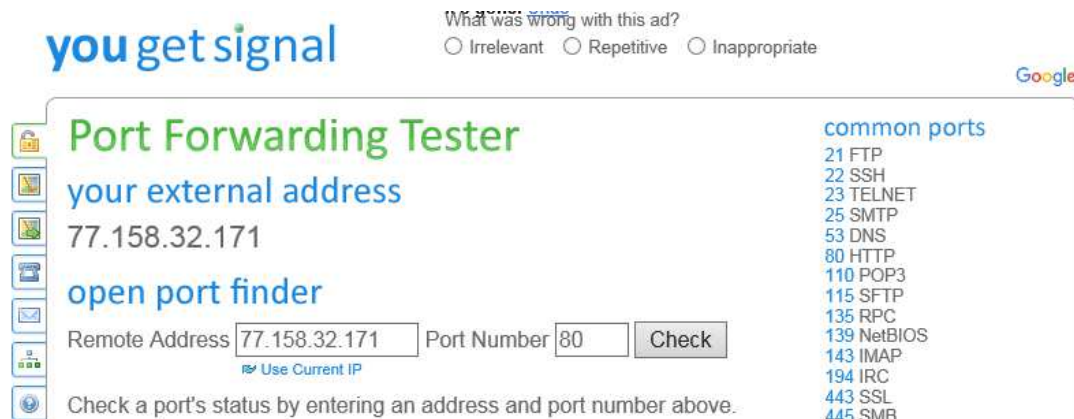 What was wrong with this ad?
Irrelevant Repetitive Inappropriate
you get signal
Google
Port Forwarding Tester
your external address
77.158.32.171
open port finder
Remote Address 77.158.32.171 Port Number 80 Check
Use Current IP
Check a port's status by entering an address and port number above.
common ports
21 FTP
22 SSH
23 TELNET
25 SMTP
53 DNS
80 HTTP
110 POP3
115 SFTP
135 RPC
139 NetBIOS
143 IMAP
194 IRC
443 SSL
445 SMB